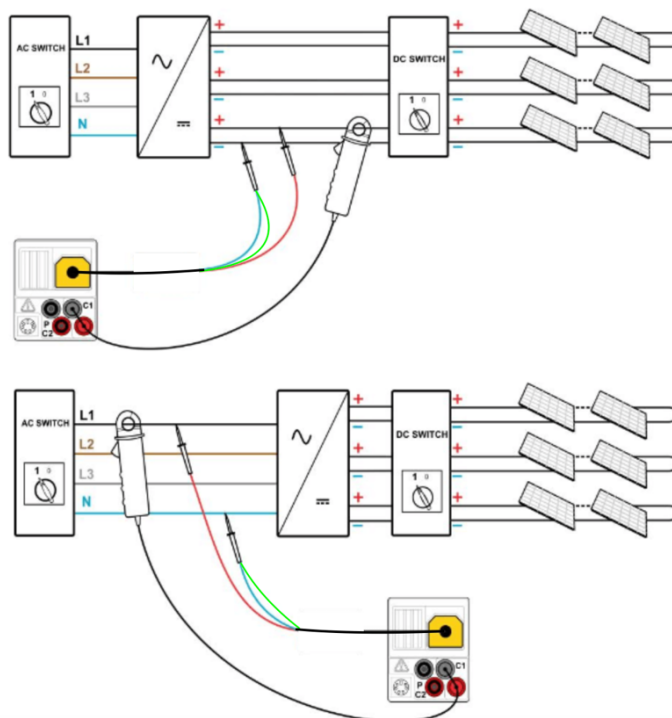 AC SWITCH
1 0
L1
L2
L3
N
+
−
+
−
+
−
DC SWITCH
1 0
+
−
+
−
+
−
C1
P
C2
AC SWITCH
1 0
L1
L2
L3
N
+
−
+
−
+
−
DC SWITCH
1 0
+
−
+
−
+
−
C1
P
C2